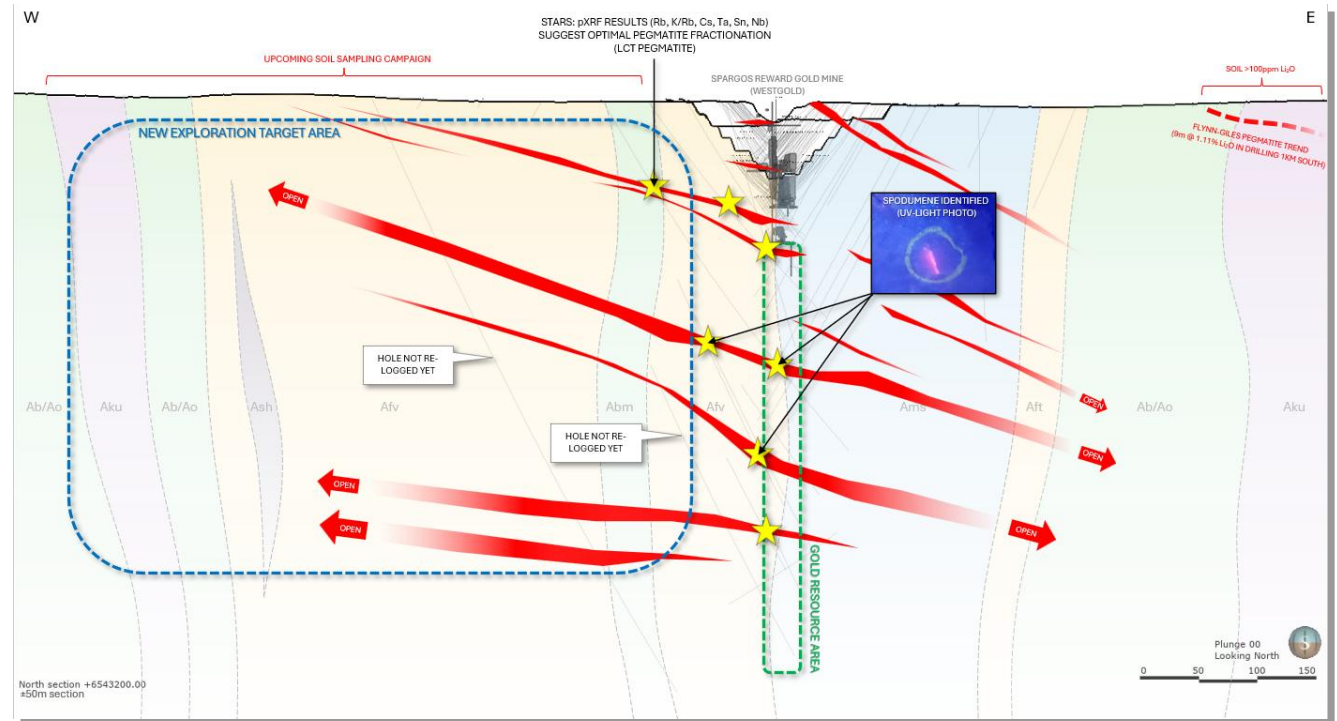 W
E
STARS: pXRF RESULTS (Rb, K/Rb, Cs, Ta, Sn, Nb)
SUGGEST OPTIMAL PEGMATITE FRACTIONATION
(LCT PEGMATITE)
UPCOMING SOIL SAMPLING CAMPAIGN
SPARGOS REWARD GOLD MINE
(WESTGOLD)
SOIL >100ppm Li₂O
NEW EXPLORATION TARGET AREA
FLYNN-GILES PEGMATITE TREND
(9m @ 1.11% Li₂O IN DRILLING 1KM SOUTH)
OPEN
SPODUMENE IDENTIFIED
(UV-LIGHT PHOTO)
HOLE NOT RE-
LOGGED YET
Ab/Ao
Aku
Ab/Ao
Ash
Afv
Abm
Afv
Ams
Aft
Ab/Ao
Aku
OPEN
HOLE NOT RE-
LOGGED YET
OPEN
OPEN
OPEN
OPEN
GOLD RESOURCE AREA
Plunge 00
Looking North
S
0 50 100 150
North section +6543200.00
±50m section